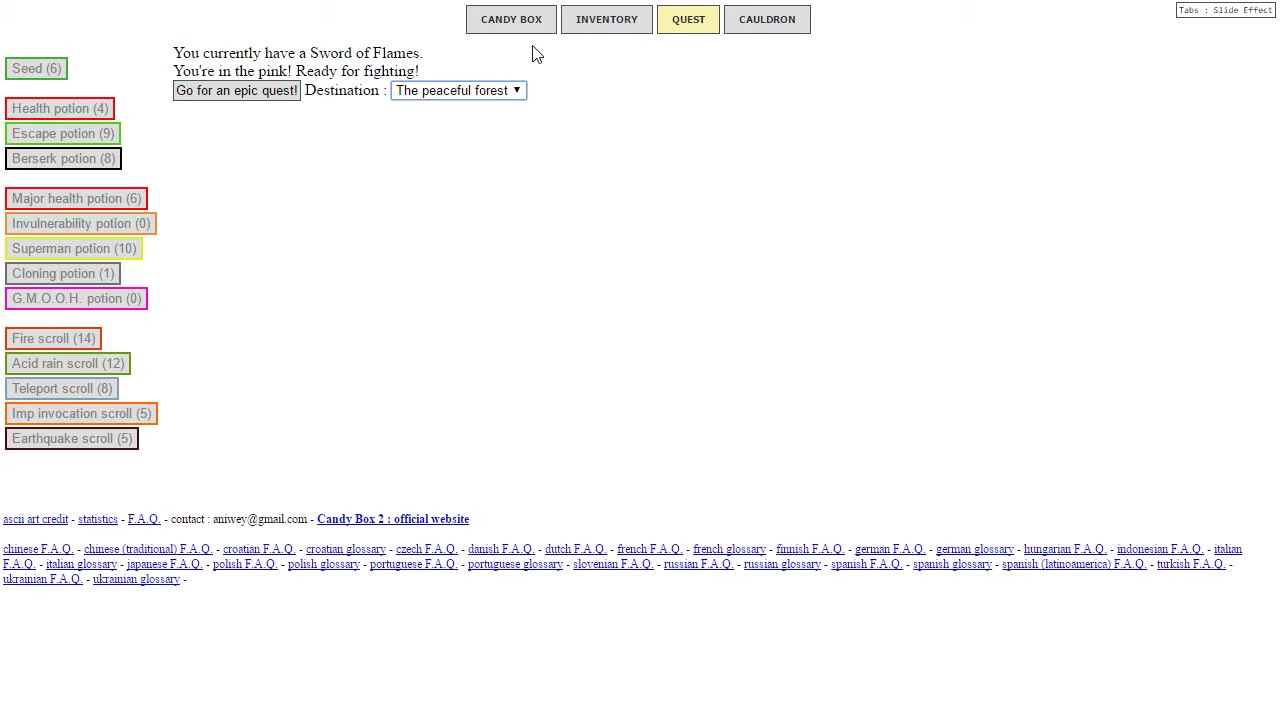 CANDY BOX INVENTORY QUEST CAULDRON
Tabs : Slide Effect
You currently have a Sword of Flames.
You're in the pink! Ready for fighting!
Go for an epic quest! Destination : The peaceful forest
Seed (6)
Health potion (4)
Escape potion (9)
Berserk potion (8)
Major health potion (6)
Invulnerability potion (0)
Superman potion (10)
Cloning potion (1)
G.M.O.O.H. potion (0)
Fire scroll (14)
Acid rain scroll (12)
Teleport scroll (8)
Imp invocation scroll (5)
Earthquake scroll (5)
ascii art credit - statistics - F.A.Q. - contact : aniwey@gmail.com - Candy Box 2 : official website
chinese F.A.Q. - chinese (traditional) F.A.Q. - croatian F.A.Q. - croatian glossary - czech F.A.Q. - danish F.A.Q. - dutch F.A.Q. - french F.A.Q. - french glossary - finnish F.A.Q. - german F.A.Q. - german glossary - hungarian F.A.Q. - indonesian F.A.Q. - italian
F.A.Q. - italian glossary - japanese F.A.Q. - polish F.A.Q. - polish glossary - portuguese F.A.Q. - portuguese glossary - slovenian F.A.Q. - russian F.A.Q. - russian glossary - spanish F.A.Q. - spanish glossary - spanish (latinoamerica) F.A.Q. - turkish F.A.Q. -
ukrainian F.A.Q. - ukrainian glossary -